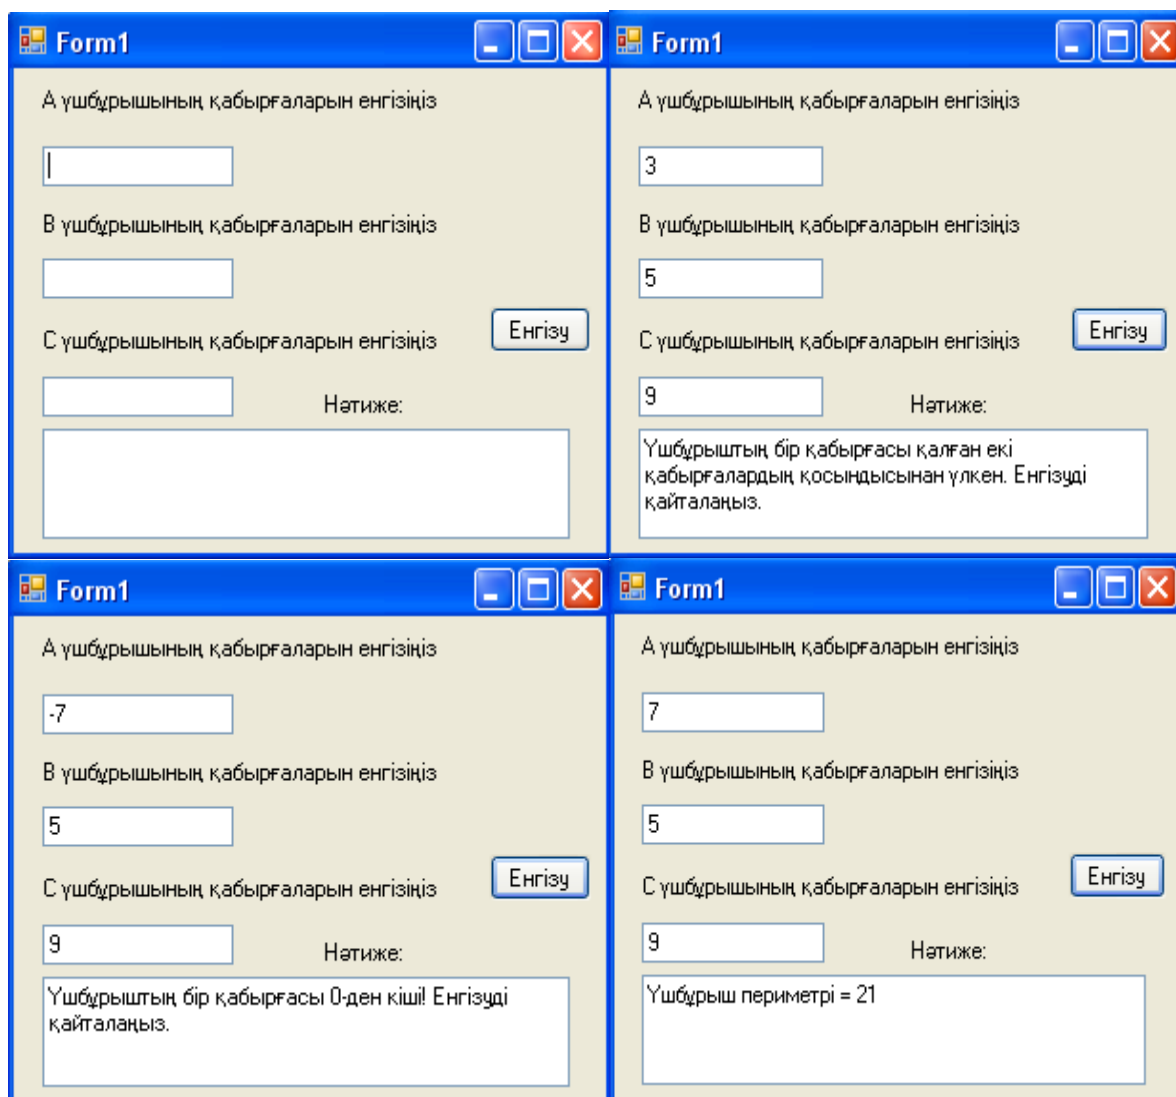 Form1
А үшбұрышының қабырғаларын енгізіңіз
В үшбұрышының қабырғаларын енгізіңіз
Енгізу
С үшбұрышының қабырғаларын енгізіңіз
Нәтиже:
Form1
А үшбұрышының қабырғаларын енгізіңіз
3
В үшбұрышының қабырғаларын енгізіңіз
5
Енгізу
С үшбұрышының қабырғаларын енгізіңіз
9
Нәтиже:
Үшбұрыштың бір қабырғасы қалған екі
қабырғалардың қосындысынан үлкен. Енгізуді
қайталаңыз.
Form1
А үшбұрышының қабырғаларын енгізіңіз
-7
В үшбұрышының қабырғаларын енгізіңіз
5
Енгізу
С үшбұрышының қабырғаларын енгізіңіз
9
Нәтиже:
Үшбұрыштың бір қабырғасы 0-ден кіші! Енгізуді
қайталаңыз.
Form1
А үшбұрышының қабырғаларын енгізіңіз
7
В үшбұрышының қабырғаларын енгізіңіз
5
Енгізу
С үшбұрышының қабырғаларын енгізіңіз
9
Нәтиже:
Үшбұрыш периметрі = 21